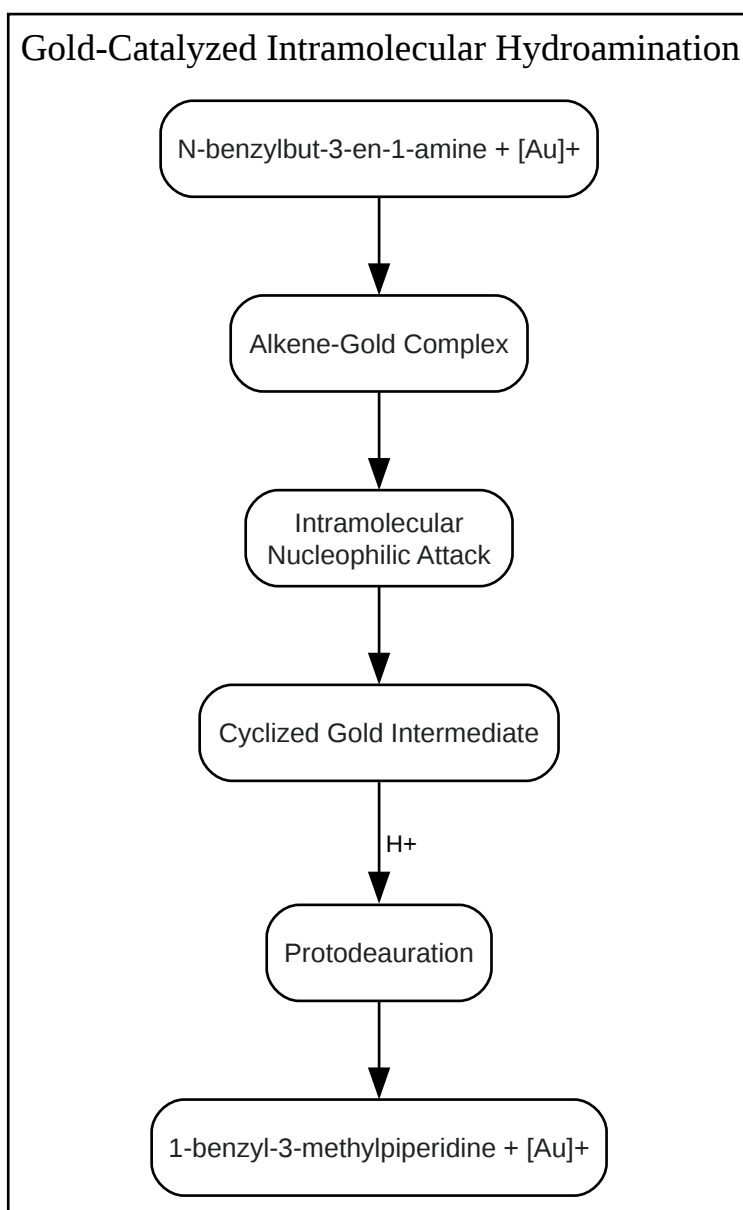 Gold-Catalyzed Intramolecular Hydroamination
N-benzylbut-3-en-1-amine + [Au]+
Alkene-Gold Complex
Intramolecular
Nucleophilic Attack
Cyclized Gold Intermediate
H+
Protodeauration
1-benzyl-3-methylpiperidine + [Au]+